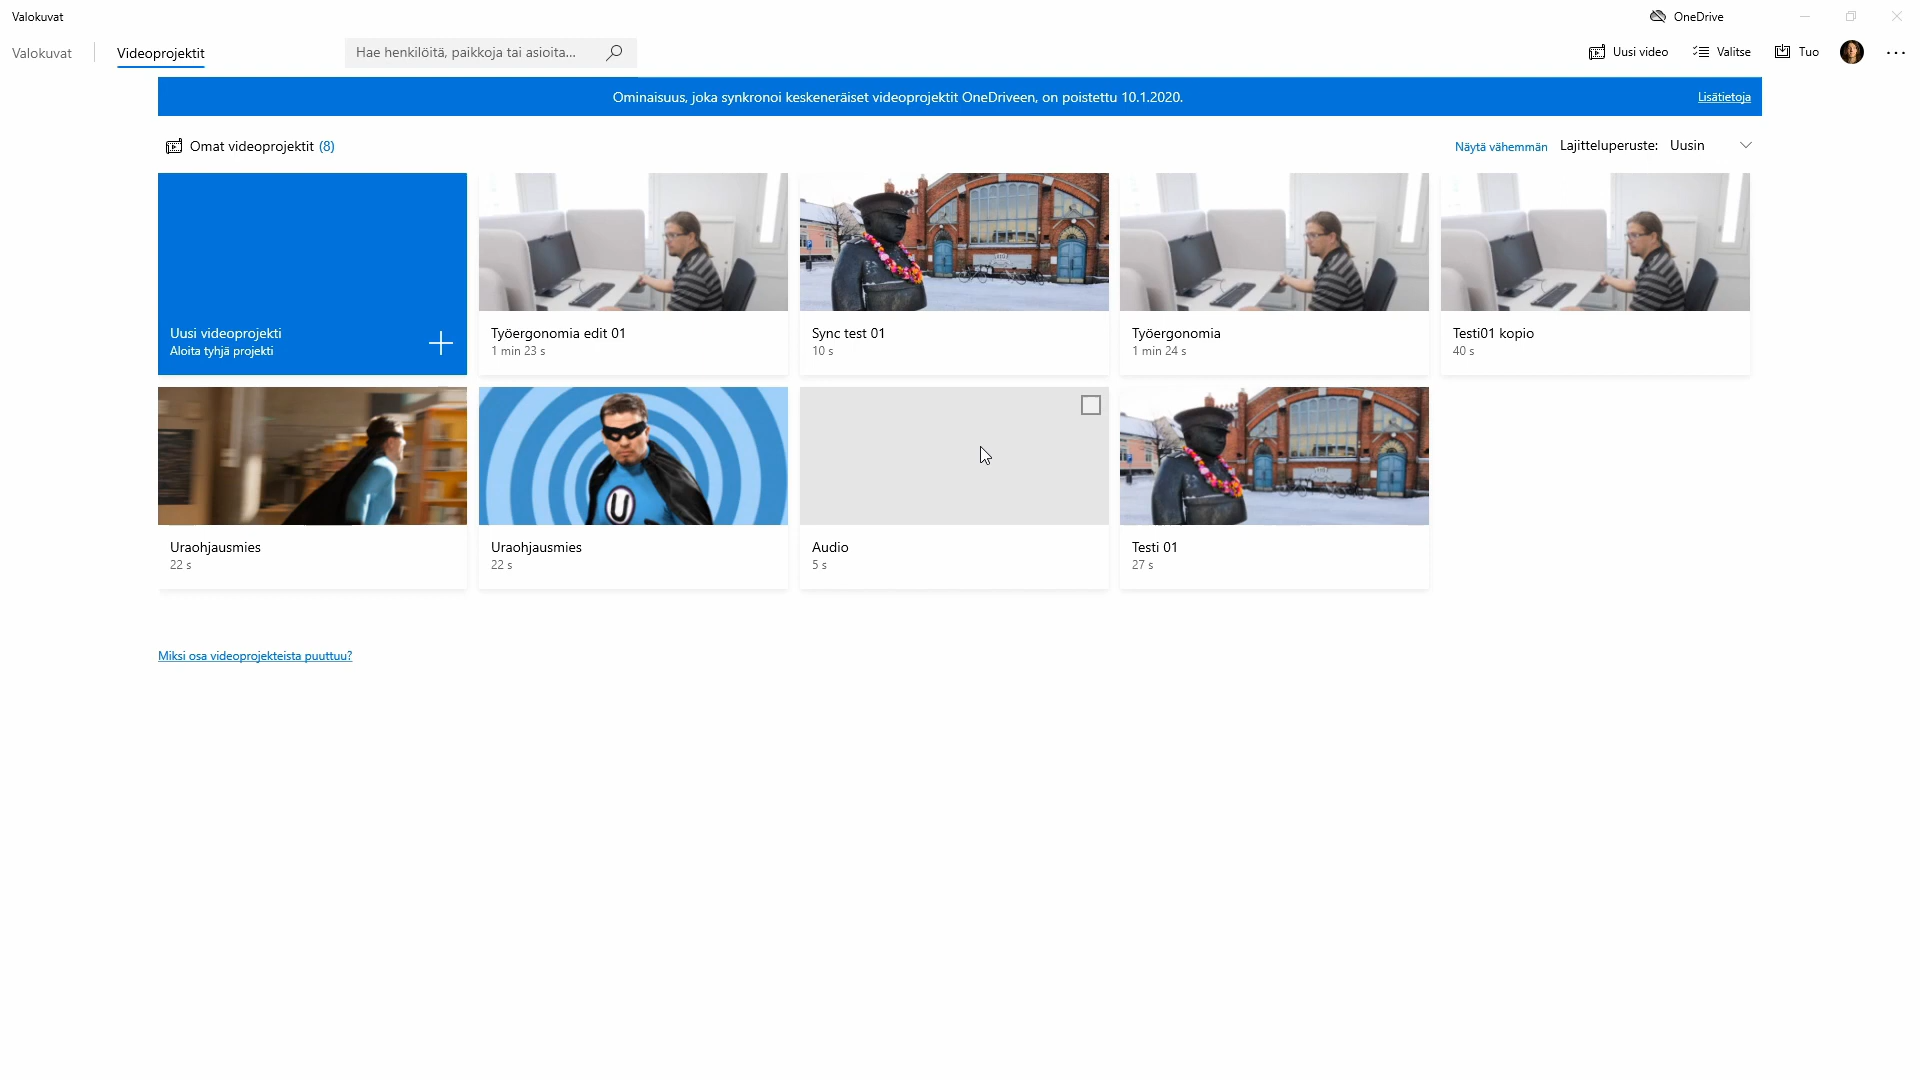 Valokuvat
OneDrive
Valokuvat
Videoprojektit
Hae henkilöitä, paikkoja tai asioita...
Uusi video
Valitse
Tuo
Ominaisuus, joka synkronoi keskeneräiset videoprojektit OneDriveen, on poistettu 10.1.2020.
Lisätietoja
Omat videoprojektit (8)
Näytä vähemmän
Lajitteluperuste: Uusin
Uusi videoprojekti
Aloita tyhjä projekti
Työergonomia edit 01
1 min 23 s
Sync test 01
10 s
Työergonomia
1 min 24 s
Testi01 kopio
40 s
U
Uraohjausmies
22 s
Uraohjausmies
22 s
Audio
5 s
Testi 01
27 s
Miksi osa videoprojekteista puuttuu?